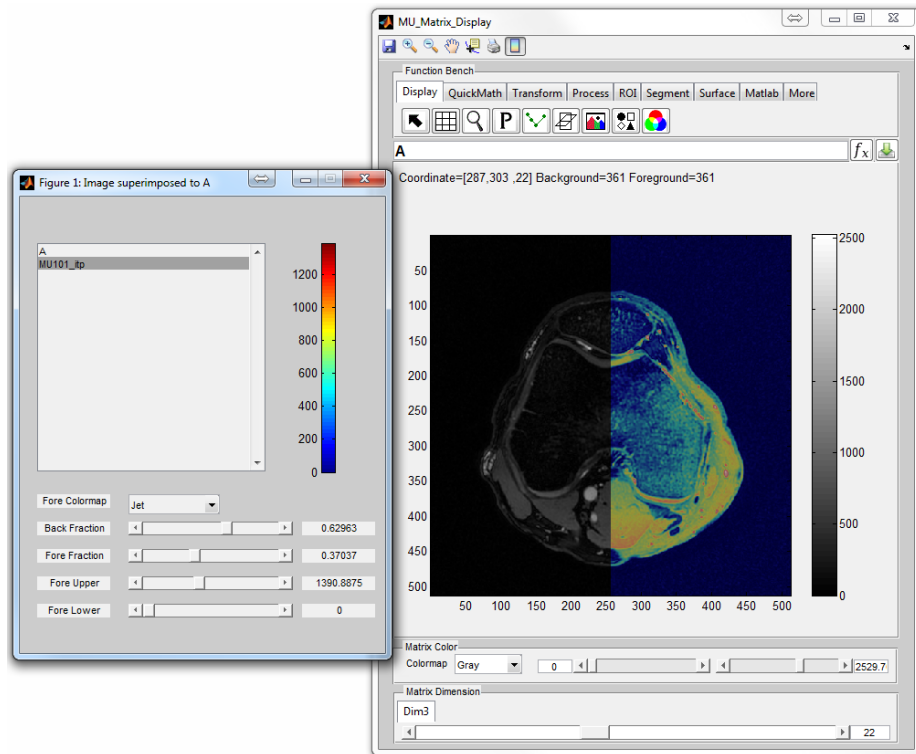 MU_Matrix_Display
Function Bench
Display QuickMath Transform Process ROI Segment Surface Matlab More
P
A
fx
Coordinate=[287,303 ,22] Background=361 Foreground=361
50
100
150
200
250
300
350
400
450
500
50 100 150 200 250 300 350 400 450 500
2500
2000
1500
1000
500
0
Matrix Color
Colormap Gray 0 2529.7
Matrix Dimension
Dim3
22
Figure 1: Image superimposed to A
A
MU101_itp
1200
1000
800
600
400
200
0
Fore Colormap Jet
Back Fraction 0.62963
Fore Fraction 0.37037
Fore Upper 1390.8875
Fore Lower 0